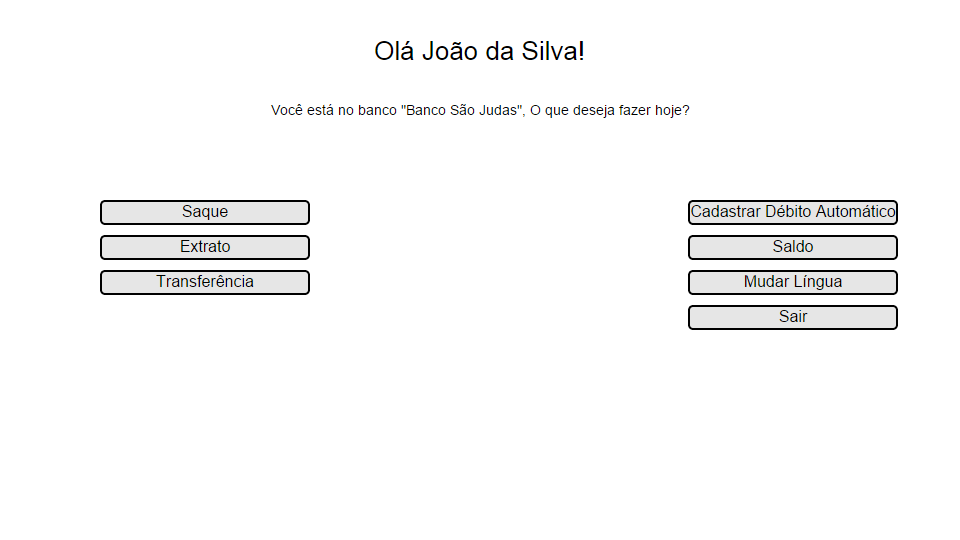 Olá João da Silva!
Você está no banco "Banco São Judas", O que deseja fazer hoje?
Saque
Extrato
Transferência
Cadastrar Débito Automático
Saldo
Mudar Língua
Sair